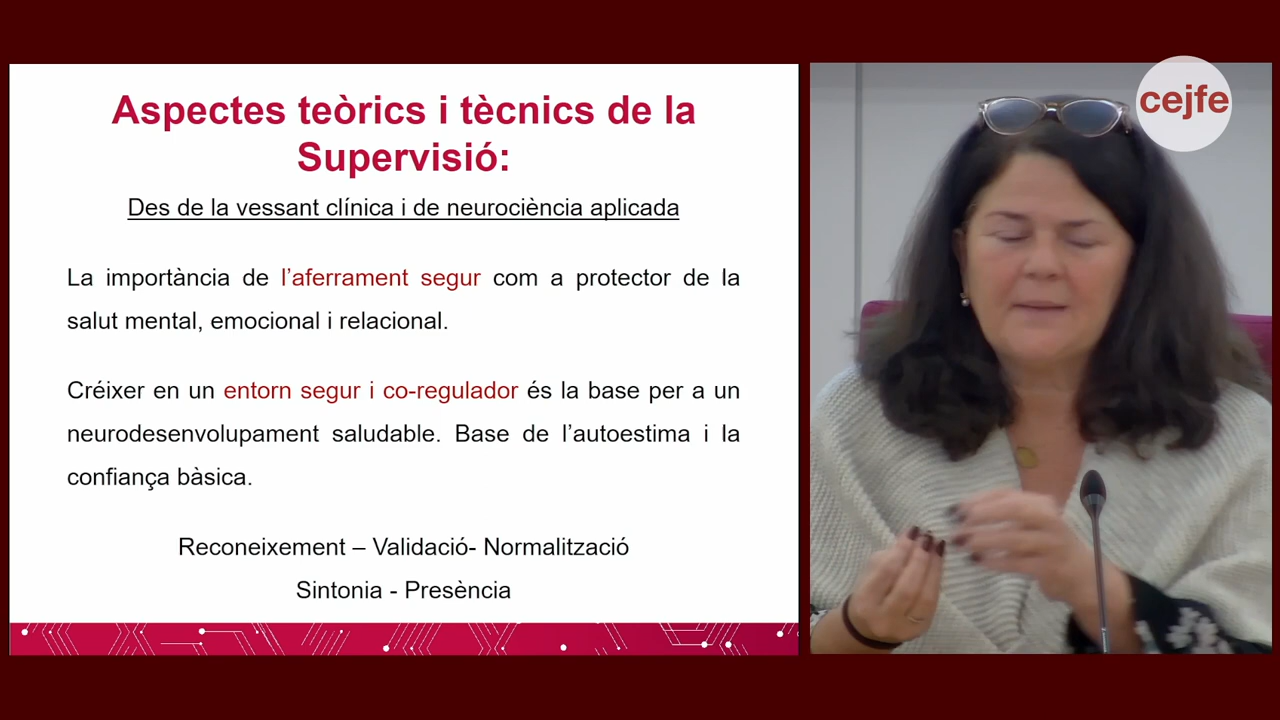 Aspectes teòrics i tècnics de la
Supervisió:
Des de la vessant clínica i de neurociència aplicada
La importància de l’aferrament segur com a protector de la
salut mental, emocional i relacional.
Créixer en un entorn segur i co-regulador és la base per a un
neurodesenvolupament saludable. Base de l’autoestima i la
confiança bàsica.
Reconeixement – Validació- Normalització
Sintonia - Presència
cejfe